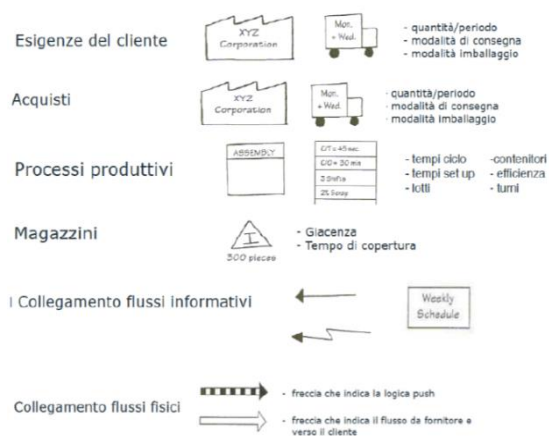 Esigenze del cliente
XYZ
Corporation
Mon.
+ Wed.
- quantità/periodo
- modalità di consegna
- modalità imballaggio
Acquisti
XYZ
Corporation
Mon.
+ Wed.
- quantità/periodo
- modalità di consegna
- modalità imballaggio
Processi produttivi
ASSEMBLY
C/T = 45 sec.
C/O = 30 min
2 Shifts
2% Scrap
- tempi ciclo
- tempi set up
- lotti
-contenitori
- efficienza
- turni
Magazzini
I
300 pieces
- Giacenza
- Tempo di copertura
Collegamento flussi informativi
Weekly
Schedule
Collegamento flussi fisici
- freccia che indica la logica push
- freccia che indica il flusso da fornitore e
verso il cliente